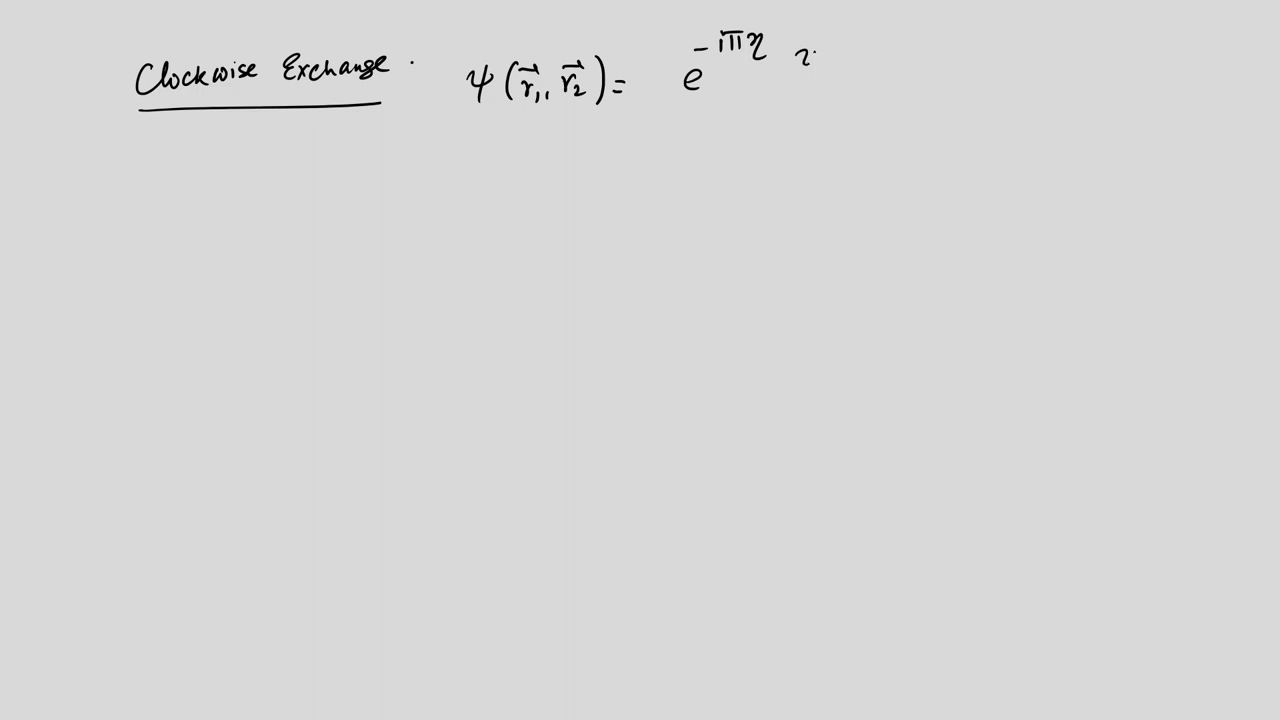 Clockwise Exchange. ψ(r⃗₁, r⃗₂) = e^{-iπη}